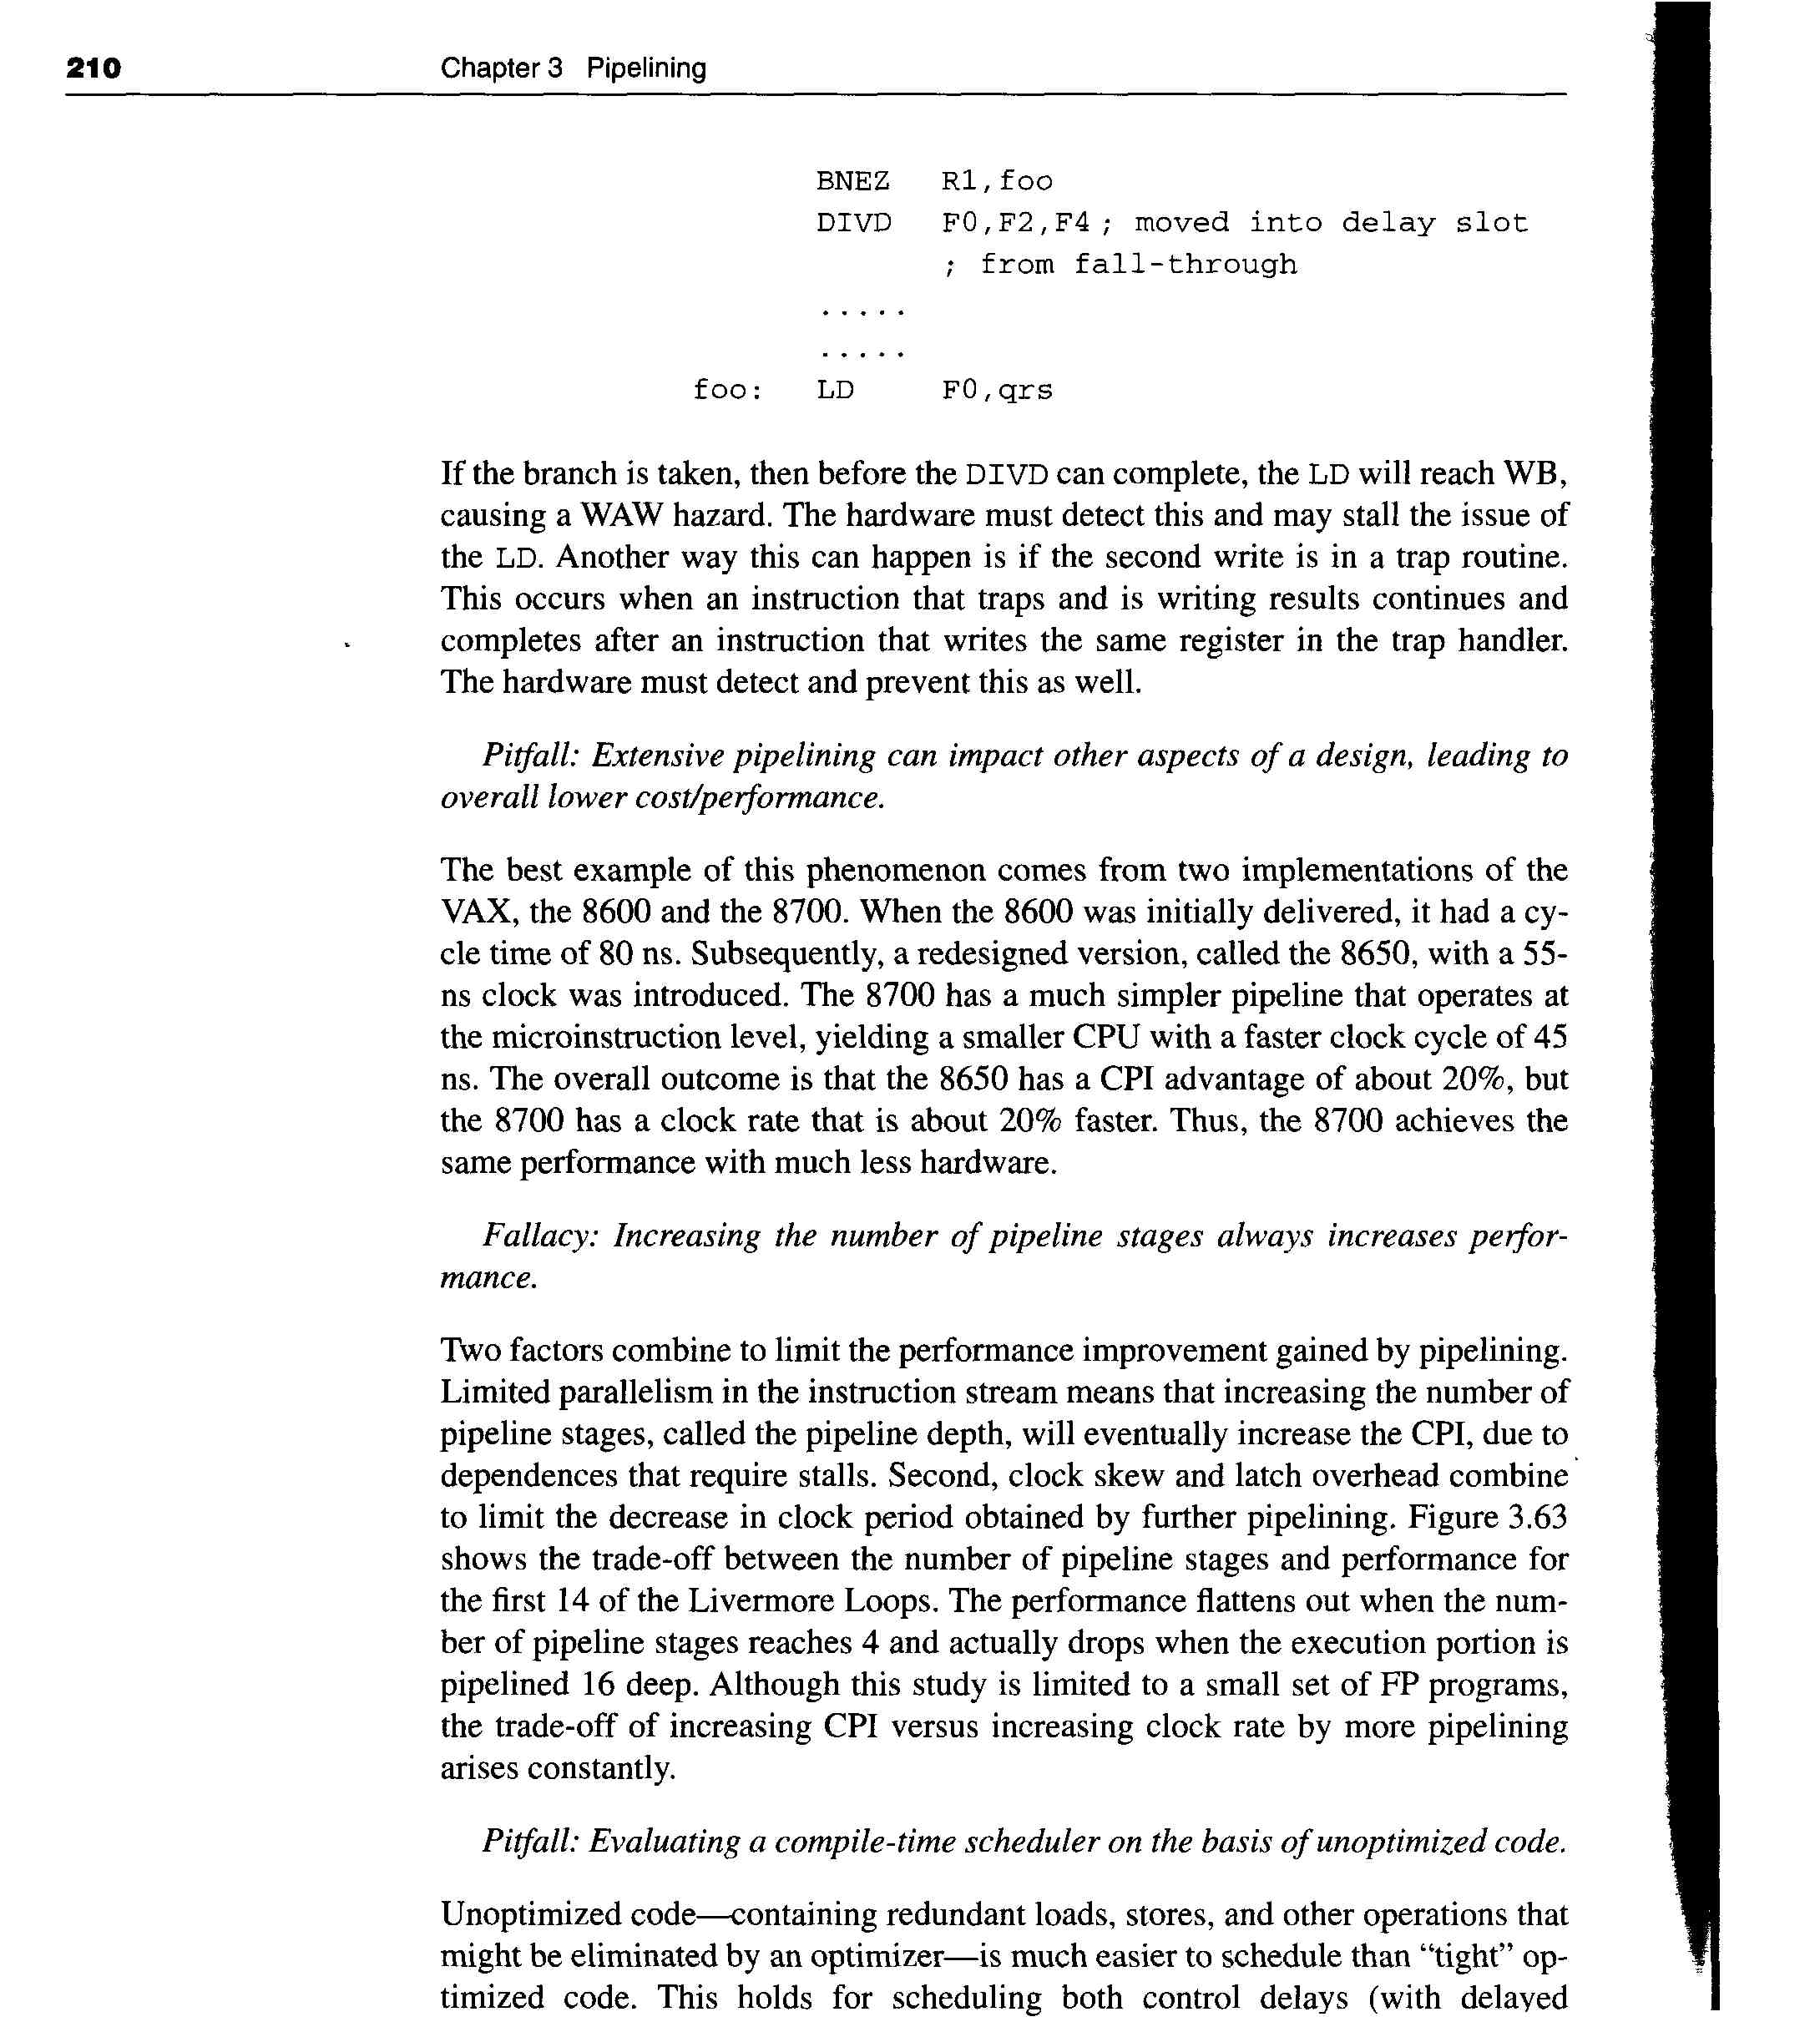 210 Chapter 3 Pipelining
BNEZ R1,foo
DIVD F0,F2,F4 ; moved into delay slot
; from fall-through
.....
.....
foo: LD F0,qrs
If the branch is taken, then before the DIVD can complete, the LD will reach WB,
causing a WAW hazard. The hardware must detect this and may stall the issue of
the LD. Another way this can happen is if the second write is in a trap routine.
This occurs when an instruction that traps and is writing results continues and
completes after an instruction that writes the same register in the trap handler.
The hardware must detect and prevent this as well.
Pitfall: Extensive pipelining can impact other aspects of a design, leading to
overall lower cost/performance.
The best example of this phenomenon comes from two implementations of the
VAX, the 8600 and the 8700. When the 8600 was initially delivered, it had a cy-
cle time of 80 ns. Subsequently, a redesigned version, called the 8650, with a 55-
ns clock was introduced. The 8700 has a much simpler pipeline that operates at
the microinstruction level, yielding a smaller CPU with a faster clock cycle of 45
ns. The overall outcome is that the 8650 has a CPI advantage of about 20%, but
the 8700 has a clock rate that is about 20% faster. Thus, the 8700 achieves the
same performance with much less hardware.
Fallacy: Increasing the number of pipeline stages always increases perfor-
mance.
Two factors combine to limit the performance improvement gained by pipelining.
Limited parallelism in the instruction stream means that increasing the number of
pipeline stages, called the pipeline depth, will eventually increase the CPI, due to
dependences that require stalls. Second, clock skew and latch overhead combine
to limit the decrease in clock period obtained by further pipelining. Figure 3.63
shows the trade-off between the number of pipeline stages and performance for
the first 14 of the Livermore Loops. The performance flattens out when the num-
ber of pipeline stages reaches 4 and actually drops when the execution portion is
pipelined 16 deep. Although this study is limited to a small set of FP programs,
the trade-off of increasing CPI versus increasing clock rate by more pipelining
arises constantly.
Pitfall: Evaluating a compile-time scheduler on the basis of unoptimized code.
Unoptimized code—containing redundant loads, stores, and other operations that
might be eliminated by an optimizer—is much easier to schedule than “tight” op-
timized code. This holds for scheduling both control delays (with delayed